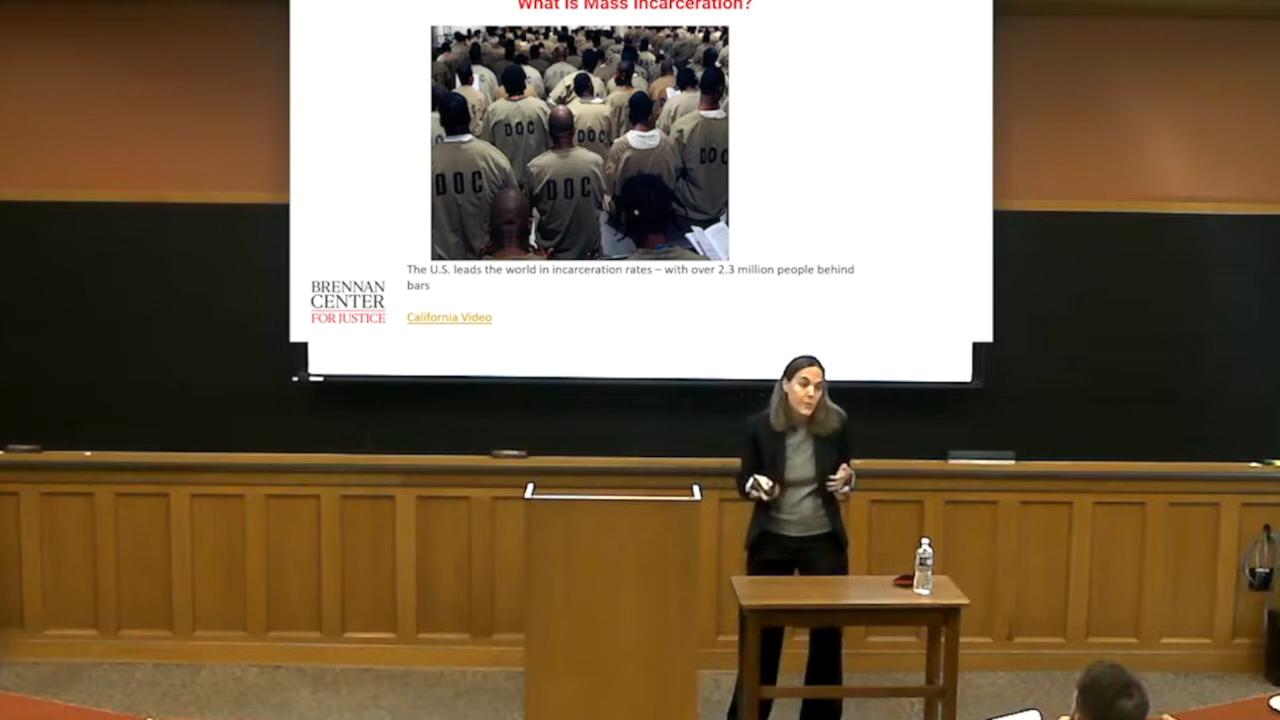 What Is Mass Incarceration?
DOC
DOC
DOC
DOC
DOC
The U.S. leads the world in incarceration rates – with over 2.3 million people behind
bars
BRENNAN
CENTER
FOR JUSTICE
California Video